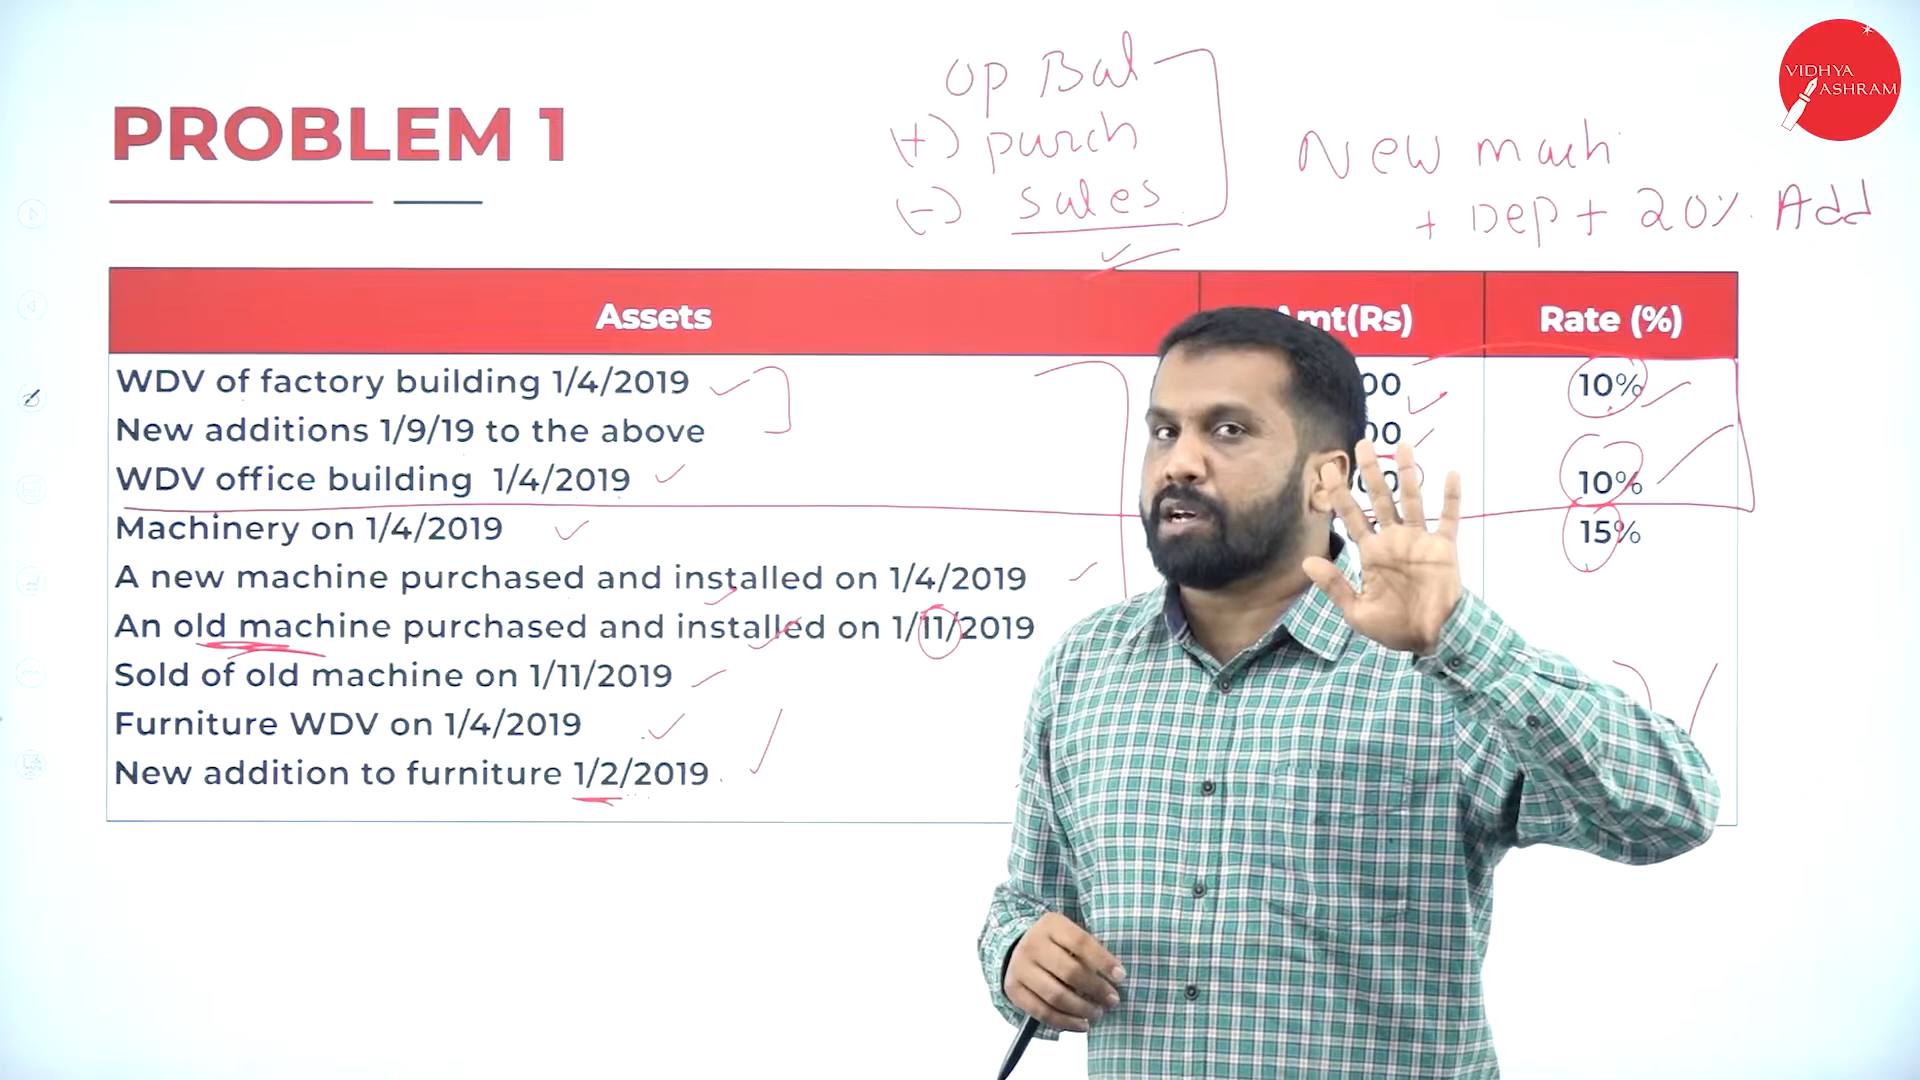 Op Bal
(+) purch
(-) sales
New mach
+ Dep + 20% Add
VIDHYA
ASHRAM
PROBLEM 1
Assets Amt(Rs) Rate (%)
WDV of factory building 1/4/2019 00 10%
New additions 1/9/19 to the above 00
WDV office building 1/4/2019 00 10%
Machinery on 1/4/2019 15%
A new machine purchased and installed on 1/4/2019
An old machine purchased and installed on 1/11/2019
Sold of old machine on 1/11/2019
Furniture WDV on 1/4/2019
New addition to furniture 1/2/2019